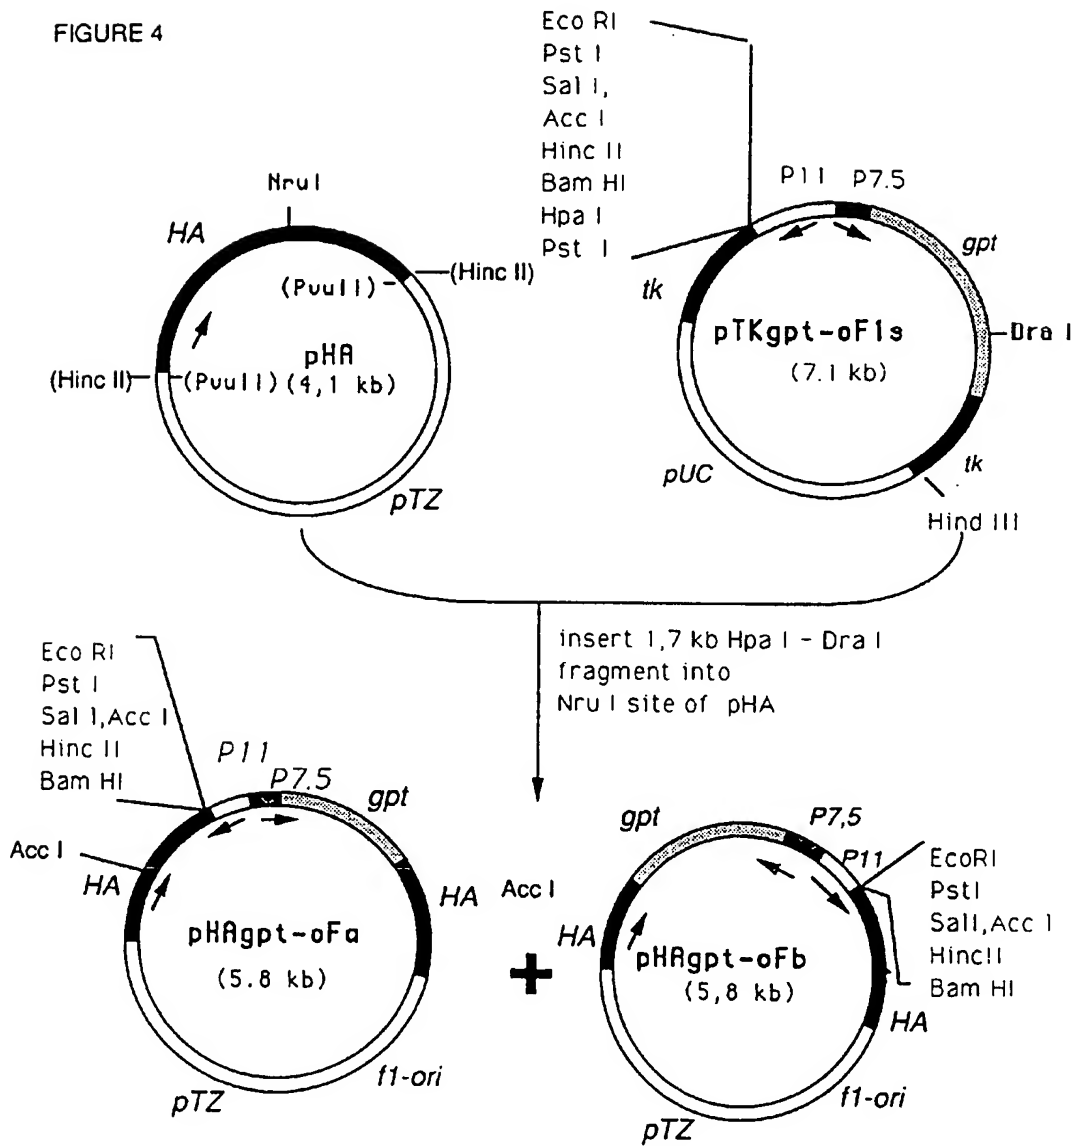 FIGURE 4
Eco RI
Pst I
Sal I,
Acc I
Hinc II
Bam HI
Hpa I
Pst I
NruI
HA
(Hinc II)
(PvuII)
pHA
(Hinc II)
(PvuII)(4,1 kb)
pTZ
P11
P7.5
gpt
tk
pTKgpt-oF1s
(7.1 kb)
Dra I
pUC
tk
Hind III
insert 1,7 kb Hpa I - Dra I
fragment into
Nru I site of pHA
Eco RI
Pst I
Sal I,Acc I
Hinc II
Bam HI
P11
P7.5
gpt
Acc I
HA
HA
pHAgpt-oFa
(5.8 kb)
f1-ori
pTZ
+
gpt
P7,5
P11
EcoRI
PstI
SalI,Acc I
HincII
Bam HI
Acc I
HA
pHAgpt-oFb
(5,8 kb)
HA
f1-ori
pTZ